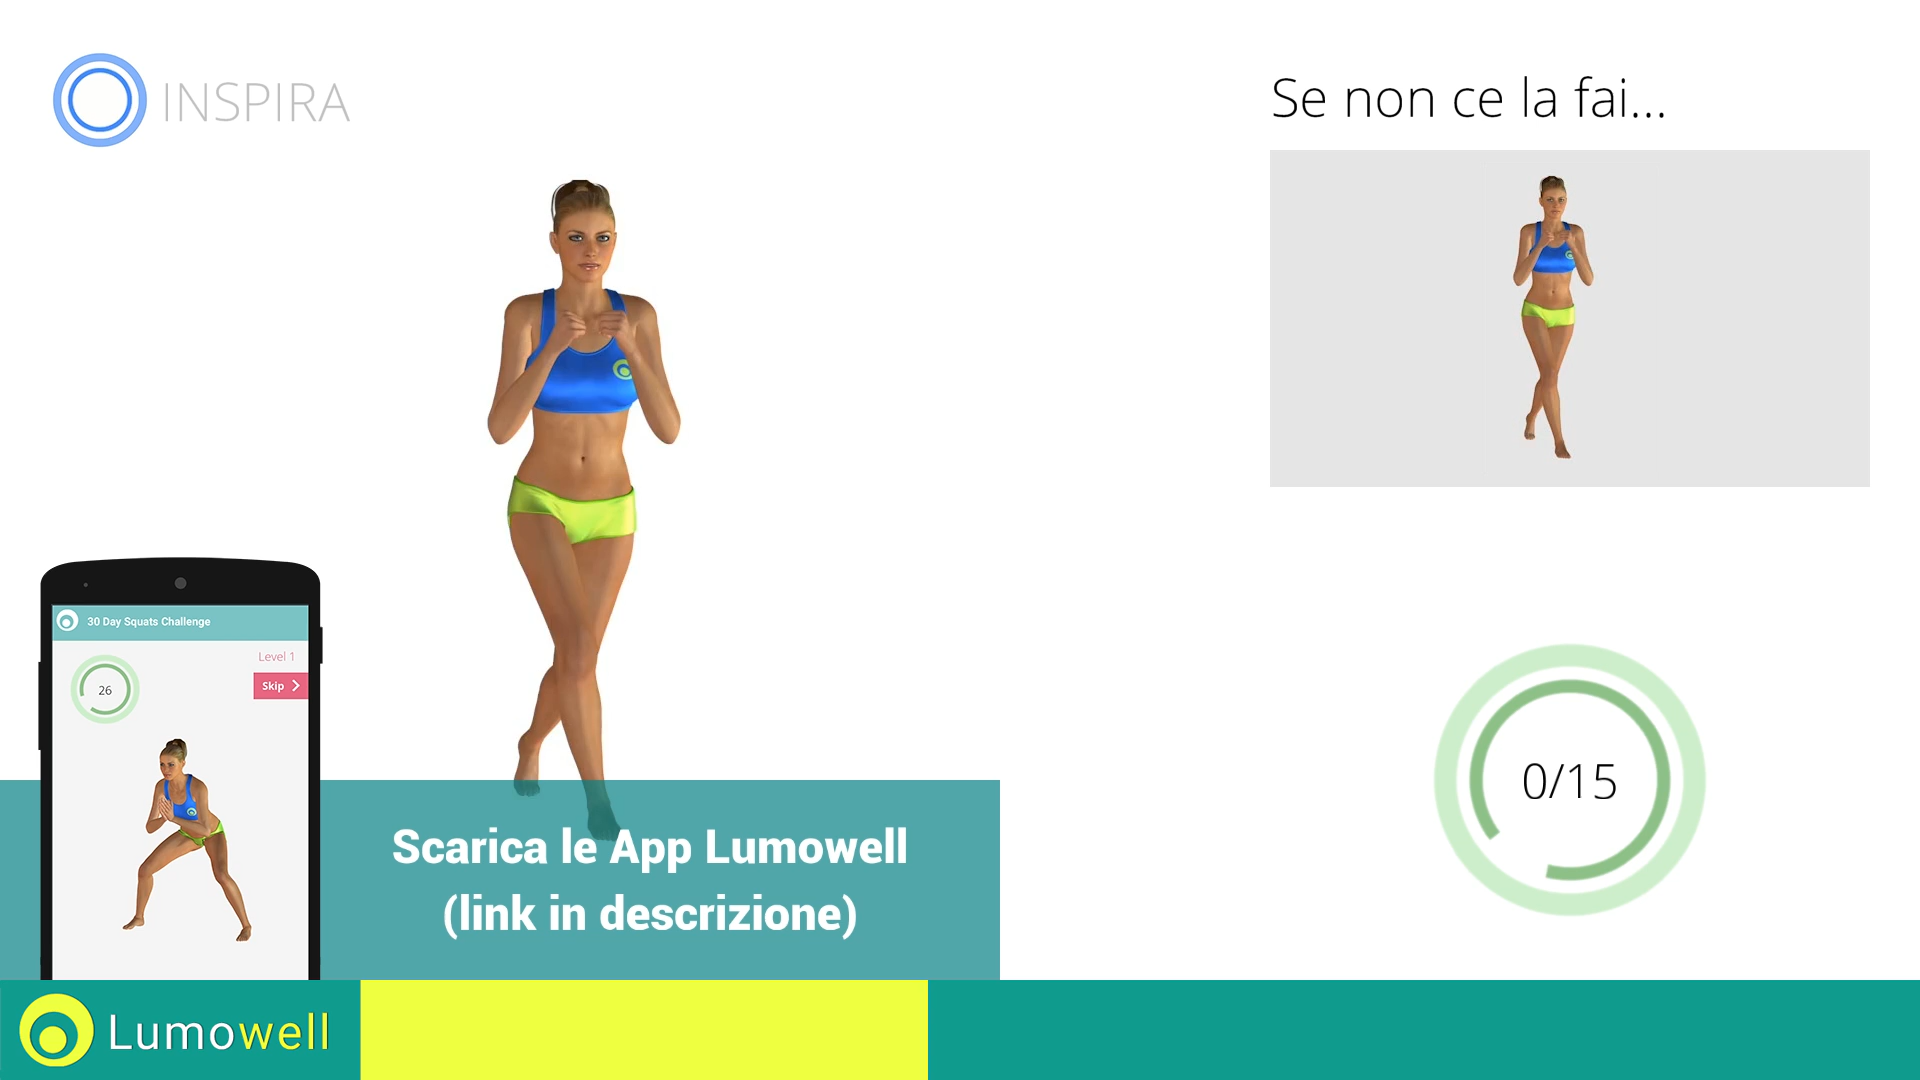 INSPIRA
Se non ce la fai...
30 Day Squats Challenge
Level 1
26
Skip
0/15
Scarica le App Lumowell
(link in descrizione)
Lumowell